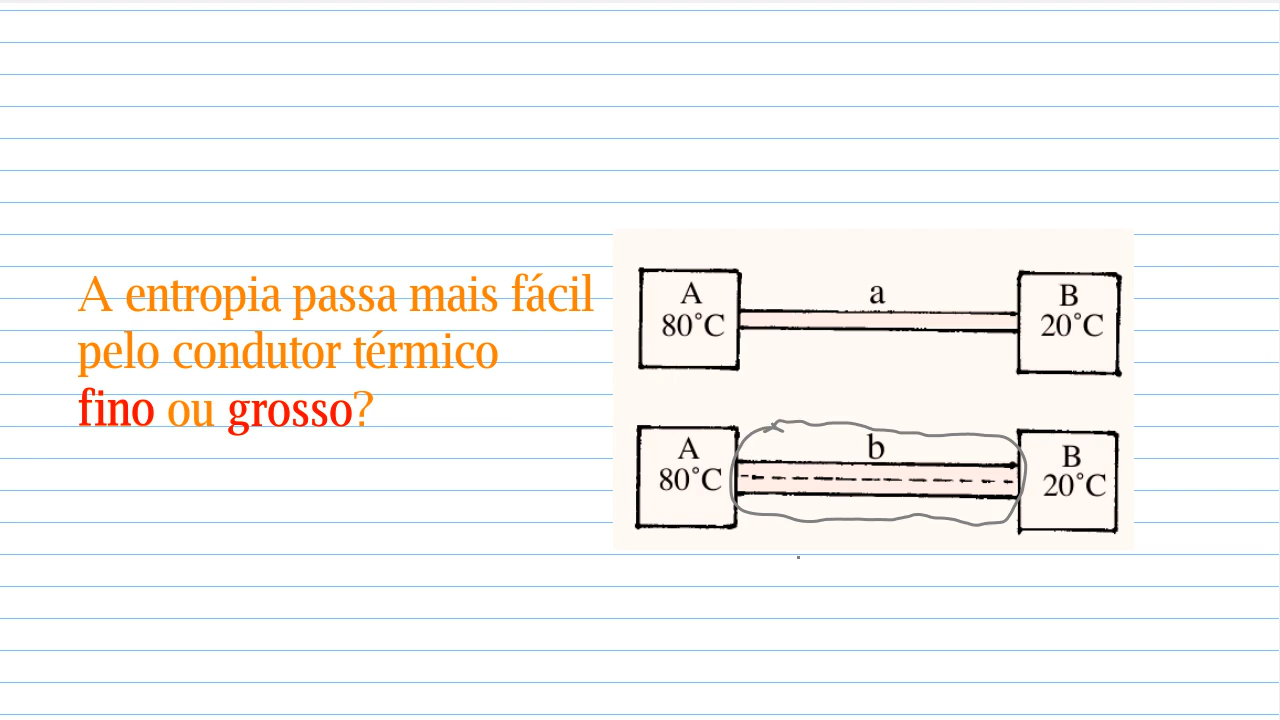 A entropia passa mais fácil
pelo condutor térmico
fino ou grosso?
A
80°C
a
B
20°C
A
80°C
b
B
20°C